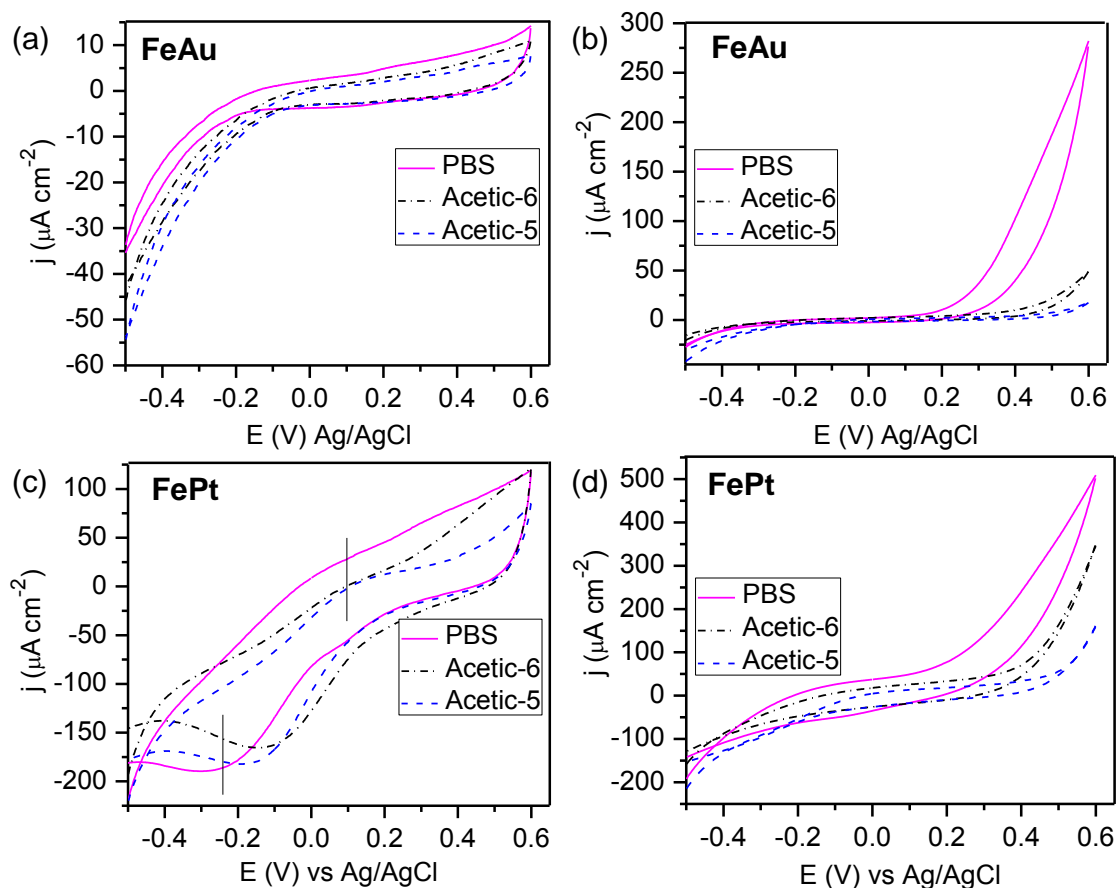 (a)
FeAu
10
0
-10
-20
-30
-40
-50
-60
j (µA cm-2)
PBS
Acetic-6
Acetic-5
-0.4 -0.2 0.0 0.2 0.4 0.6
E (V) Ag/AgCl
(b)
FeAu
300
250
200
150
100
50
0
j (µA cm-2)
PBS
Acetic-6
Acetic-5
-0.4 -0.2 0.0 0.2 0.4 0.6
E (V) Ag/AgCl
(c)
FePt
100
50
0
-50
-100
-150
-200
j (µA cm-2)
PBS
Acetic-6
Acetic-5
-0.4 -0.2 0.0 0.2 0.4 0.6
E (V) vs Ag/AgCl
(d)
FePt
500
400
300
200
100
0
-100
-200
j (µA cm-2)
PBS
Acetic-6
Acetic-5
-0.4 -0.2 0.0 0.2 0.4 0.6
E (V) vs Ag/AgCl